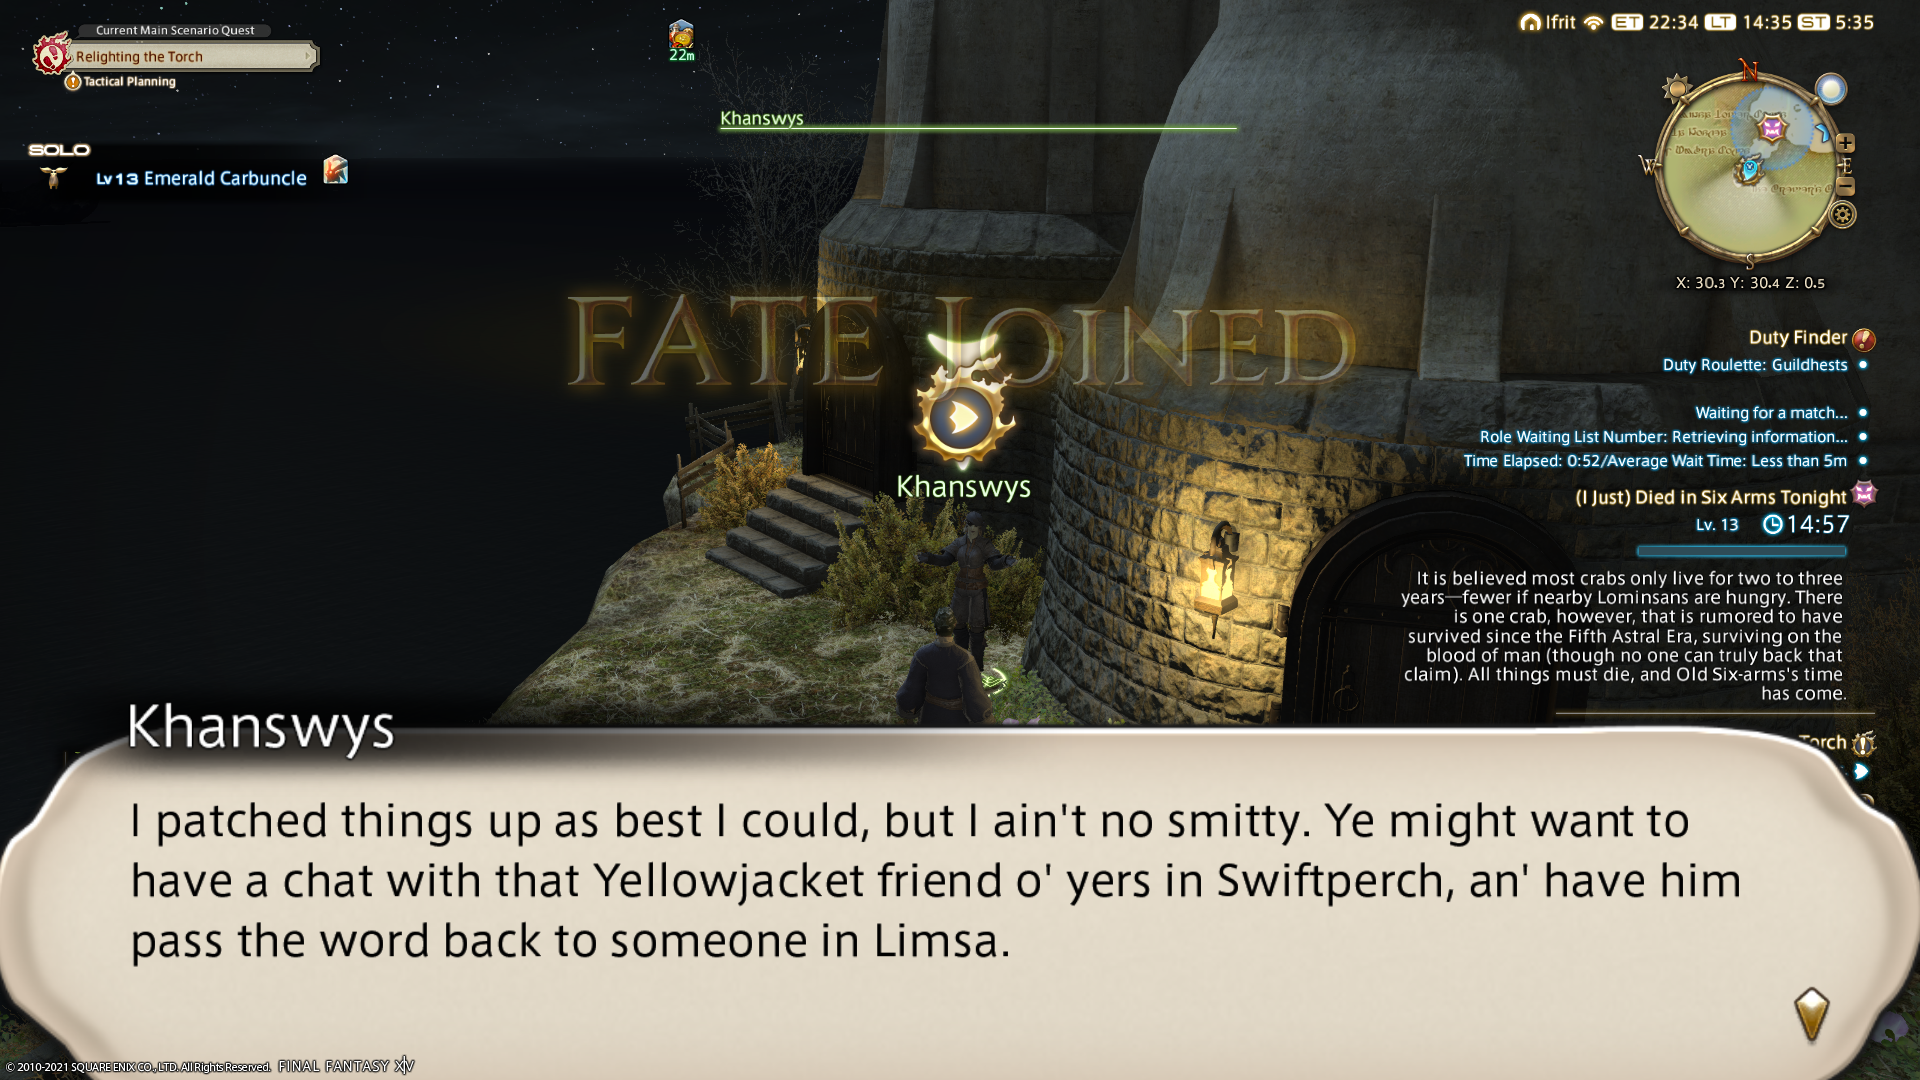 Current Main Scenario Quest
Relighting the Torch
Tactical Planning
22m
Ifrit ET 22:34 LT 14:35 ST 5:35
SOLO
Lv13 Emerald Carbuncle
Khanswys
N
W
E
S
X: 30.3 Y: 30.4 Z: 0.5
FATE JOINED
Khanswys
Duty Finder
Duty Roulette: Guildhests
Waiting for a match...
Role Waiting List Number: Retrieving information...
Time Elapsed: 0:52/Average Wait Time: Less than 5m
(I Just) Died in Six Arms Tonight
Lv. 13 14:57
It is believed most crabs only live for two to three
years—fewer if nearby Lominsans are hungry. There
is one crab, however, that is rumored to have
survived since the Fifth Astral Era, surviving on the
blood of man (though no one can truly back that
claim). All things must die, and Old Six-arms's time
has come.
Torch
Khanswys
I patched things up as best I could, but I ain't no smitty. Ye might want to
have a chat with that Yellowjacket friend o' yers in Swiftperch, an' have him
pass the word back to someone in Limsa.
© 2010-2021 SQUARE ENIX CO., LTD. All Rights Reserved. FINAL FANTASY XIV